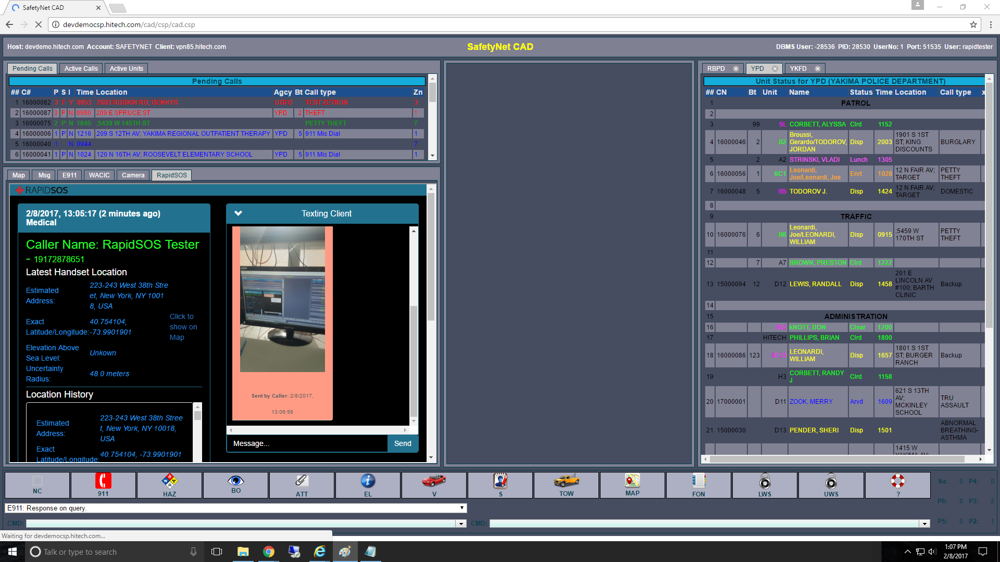 SafetyNet CAD
devdemocsp.hitech.com/cad/csp/cad.csp
Host: devdemo.hitech.com Account: SAFETYNET Client: vpn85.hitech.com
SafetyNet CAD
DBMS User: -28536 PID: 28530 UserNo: 1 Port: 51535 User: rapidtester
Pending Calls Active Calls Active Units
Pending Calls
## C# P S I Time Location Agcy Bt Call type Zn
1 16000082 3 F Y 0953 2603 RUDKIN RD; DENNYS UGFD TEST ZETRON 3
2 16000087 3 P N 0950 209 E SPRUCE ST YPD 2 THEFT 1
3 16000075 2 P N 1845 ;5439 W 145TH ST PETTY THEFT 7
4 16000006 1 P N 1216 209 S 12TH AV; YAKIMA REGIONAL OUTPATIENT THERAPY YPD 5 911 Mis Dial 1
5 16000040 1 N 0944 7
6 16000041 1 P N 1024 120 N 16TH AV; ROOSEVELT ELEMENTARY SCHOOL YPD 5 911 Mis Dial 1
Map Msg E911 WACIC Camera RapidSOS
RAPIDSOS
2/8/2017, 13:05:17 (2 minutes ago)
Medical
Caller Name: RapidSOS Tester
- 19172878651
Latest Handset Location
Estimated Address: 223-243 West 38th Stre
et, New York, NY 1001
8, USA
Exact Latitude/Longitude: 40.754104,
-73.9901901
Click to
show on
Map
Elevation Above
Sea Level: Unkown
Uncertainty
Radius: 48.0 meters
Location History
Estimated Address: 223-243 West 38th Stree
t, New York, NY 10018,
USA
Exact
Latitude/Longitude: 40.754104, -73.9901901
Texting Client
Sent by Caller: 2/8/2017,
13:06:58
Message...
Send
RBPD YPD YKFD
Unit Status for YPD (YAKIMA POLICE DEPARTMENT)
## CN Bt Unit Name Status Time Location Call type x
1 PATROL
2
3 99 5L CORBETT, ALYSSA Clrd 1152
4 16000046 2 B2 Broussi, Gerardo/TODOROV, JORDAN Disp 2003 1901 S 1ST ST; KING DISCOUNTS BURGLARY
5 2 A2 STRINSKI, VLADI Lunch 1305
6 16000056 1 6C1 Leonardi, Joe/Leonardi, Joe Enrt 1028 12 N FAIR AV; TARGET PETTY THEFT
7 16000048 5 B5 TODOROV J. Disp 1424 12 N FAIR AV; TARGET DOMESTIC
8
9 TRAFFIC
10 16000076 6 B6 Leonardi, Joe/LEONARDI, WILLIAM Disp 0915 ;5459 W 170TH ST PETTY THEFT
11
12 7 A7 BROWN, PRESTON Clrd 1222
13 15000094 12 D12 LEWIS, RANDALL Disp 1458 201 E LINCOLN AV #100; BARTH CLINIC Backup
14
15 ADMINISTRATION
16 062 kNOTT, DON Clear 1200
17 HITECH PHILLIPS, BRIAN Clrd 1800
18 16000086 123 B123 LEONARDI, WILLIAM Disp 1657 1801 S 1ST ST; BURGER RANCH Backup
19 H3 CORBETT, RANDY J Clrd 1158
20 17000001 D11 ZOOK, MERRY Arvd 1609 621 S 13TH AV; MCKINLEY SCHOOL TRU ASSAULT
21 15000030 D13 PENDER, SHERI Disp 1501 ABNORMAL BREATHING-ASTHMA
1415 W
YAKIMA AV;
NC 911 HAZ BO ATT EL V S TOW MAP FON LWS UWS ?
Su: 0 P4: 0
P6: 0 P3: 2
P5: 0 P2: 1
E911: Response on query.
CMD: CMD:
Waiting for devdemocsp.hitech.com...
Talk or type to search
1:07 PM
2/8/2017